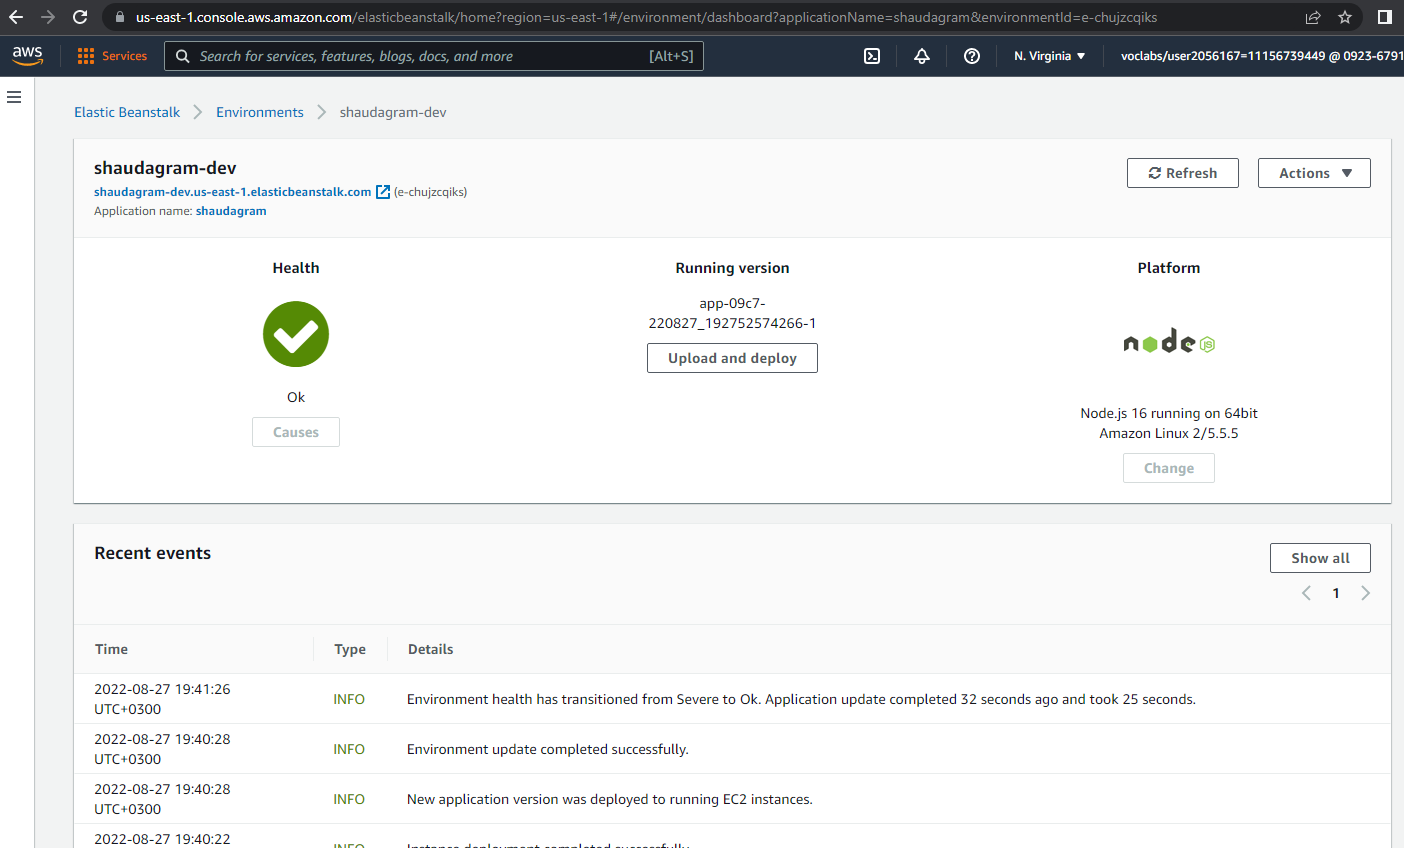 us-east-1.console.aws.amazon.com/elasticbeanstalk/home?region=us-east-1#/environment/dashboard?applicationName=shaudagram&environmentId=e-chujzcqiks
aws
Services
Search for services, features, blogs, docs, and more
[Alt+S]
N. Virginia
voclabs/user2056167=11156739449 @ 0923-6791
Elastic Beanstalk
Environments
shaudagram-dev
shaudagram-dev
shaudagram-dev.us-east-1.elasticbeanstalk.com (e-chujzcqiks)
Application name: shaudagram
Refresh
Actions
Health
Ok
Causes
Running version
app-09c7-
220827_192752574266-1
Upload and deploy
Platform
node JS
Node.js 16 running on 64bit
Amazon Linux 2/5.5.5
Change
Recent events
Show all
1
Time Type Details
2022-08-27 19:41:26
UTC+0300
INFO
Environment health has transitioned from Severe to Ok. Application update completed 32 seconds ago and took 25 seconds.
2022-08-27 19:40:28
UTC+0300
INFO
Environment update completed successfully.
2022-08-27 19:40:28
UTC+0300
INFO
New application version was deployed to running EC2 instances.
2022-08-27 19:40:22
INFO
Instance deployment completed successfully.